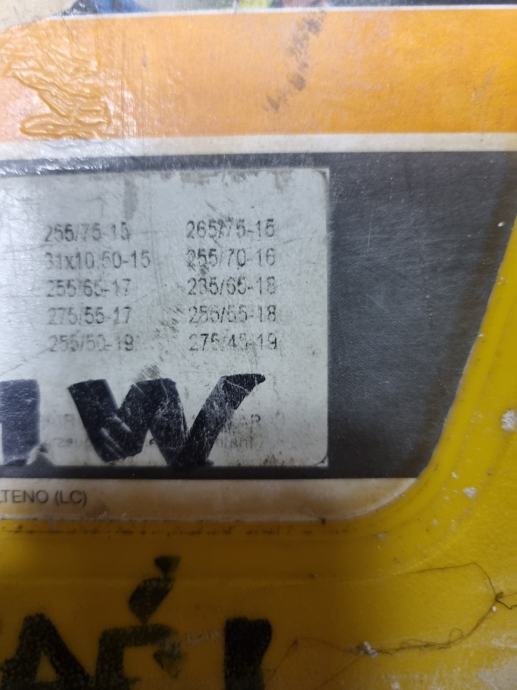 255/75-15 265/75-15
31x10,50-15 255/70-16
255/65-17 235/65-18
275/55-17 255/55-18
255/50-19 275/45-19
W
LTENO (LC)